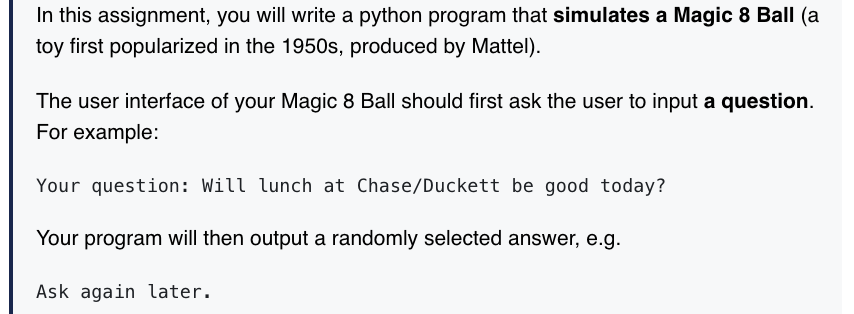 In this assignment, you will write a python program that simulates a Magic 8 Ball (a
toy first popularized in the 1950s, produced by Mattel).
The user interface of your Magic 8 Ball should first ask the user to input a question.
For example:
Your question: Will lunch at Chase/Duckett be good today?
Your program will then output a randomly selected answer, e.g.
Ask again later.